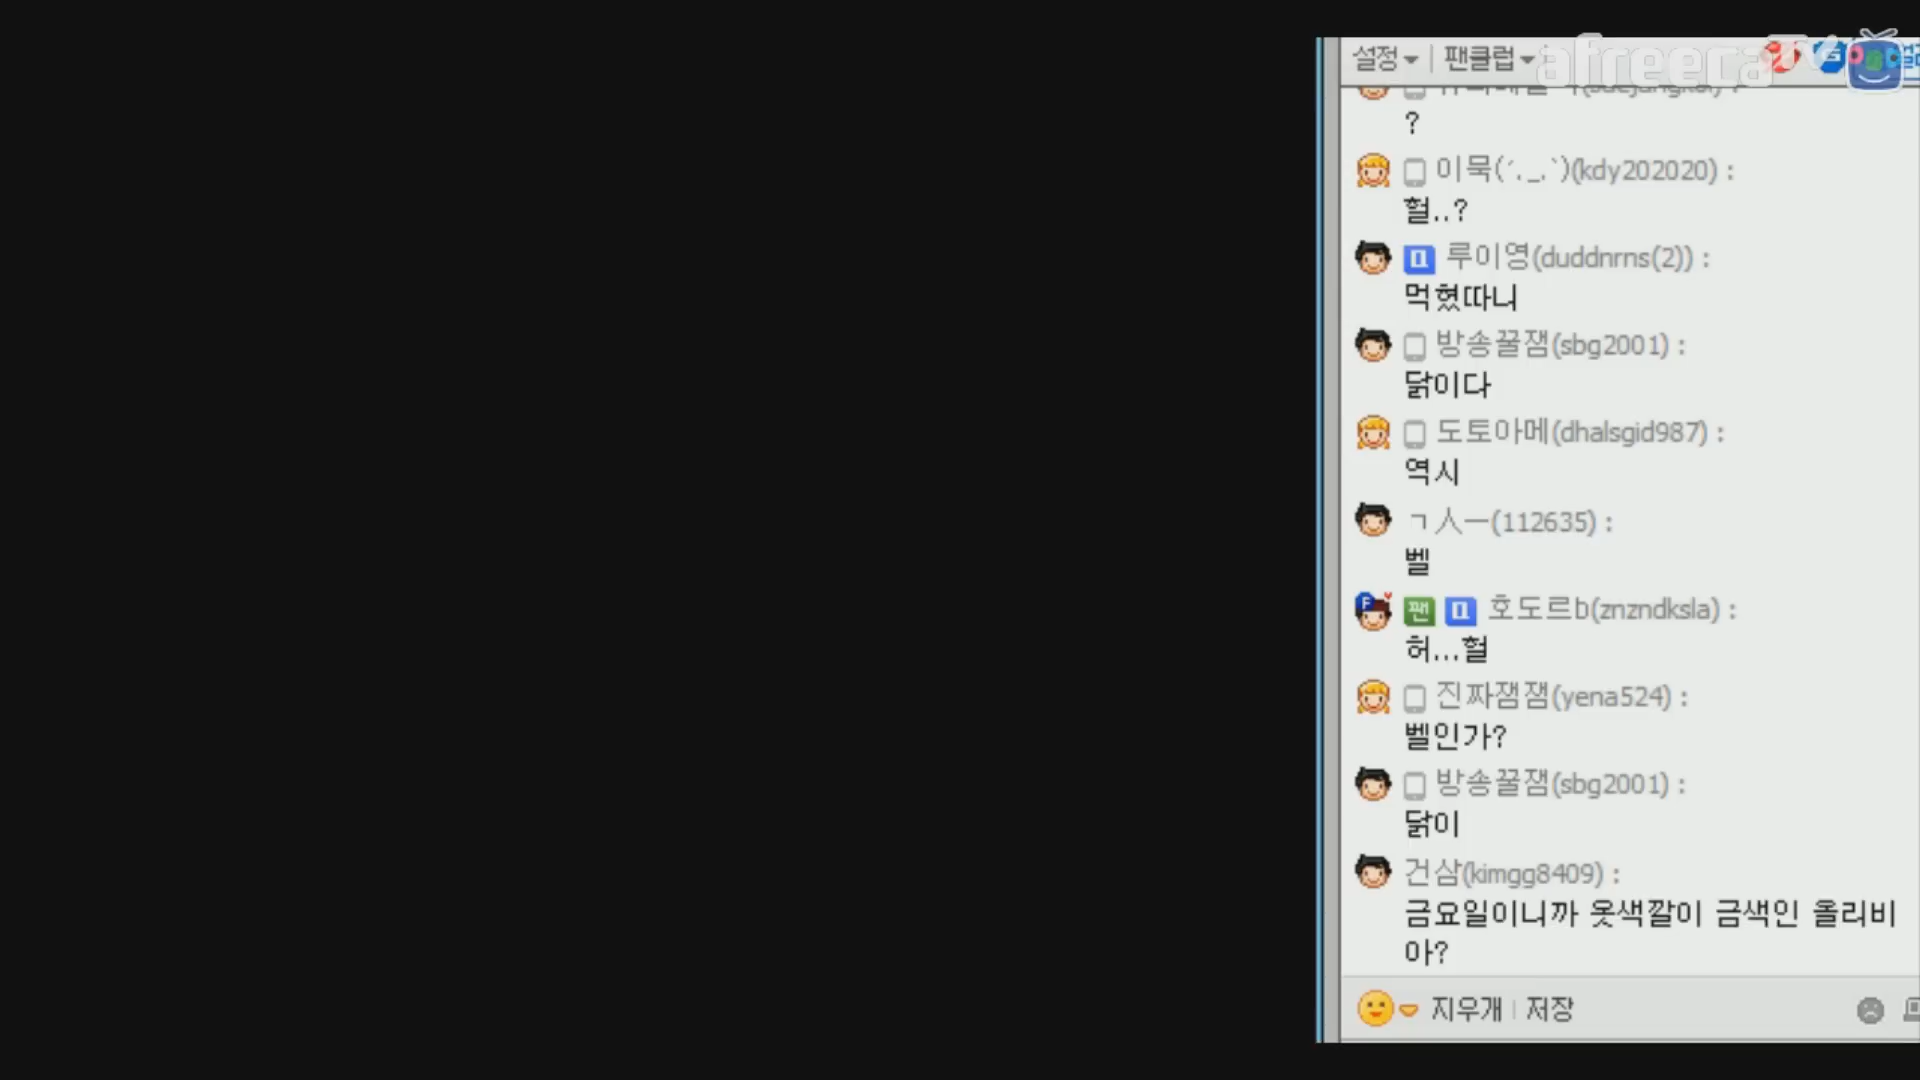 설정 팬클럽
afreecaTV
?
이묵(´._.`)(kdy202020) :
헐..?
루이영(duddnrns(2)) :
먹혔따니
방송꿀잼(sbg2001) :
닭이다
도토아메(dhalsgid987) :
역시
ㄱ人ㅡ(112635) :
벨
팬 호도르b(znzndksla) :
허...헐
진짜잼잼(yena524) :
벨인가?
방송꿀잼(sbg2001) :
닭이
건삼(kimgg8409) :
금요일이니까 옷색깔이 금색인 올리비
아?
지우개 저장